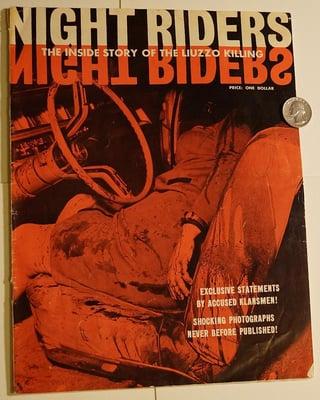 NIGHT RIDERS
THE INSIDE STORY OF THE LIUZZO KILLING
NIGHT RIDERS
PRICE: ONE DOLLAR
EXCLUSIVE STATEMENTS
BY ACCUSED KLANSMEN!
SHOCKING PHOTOGRAPHS
NEVER BEFORE PUBLISHED!